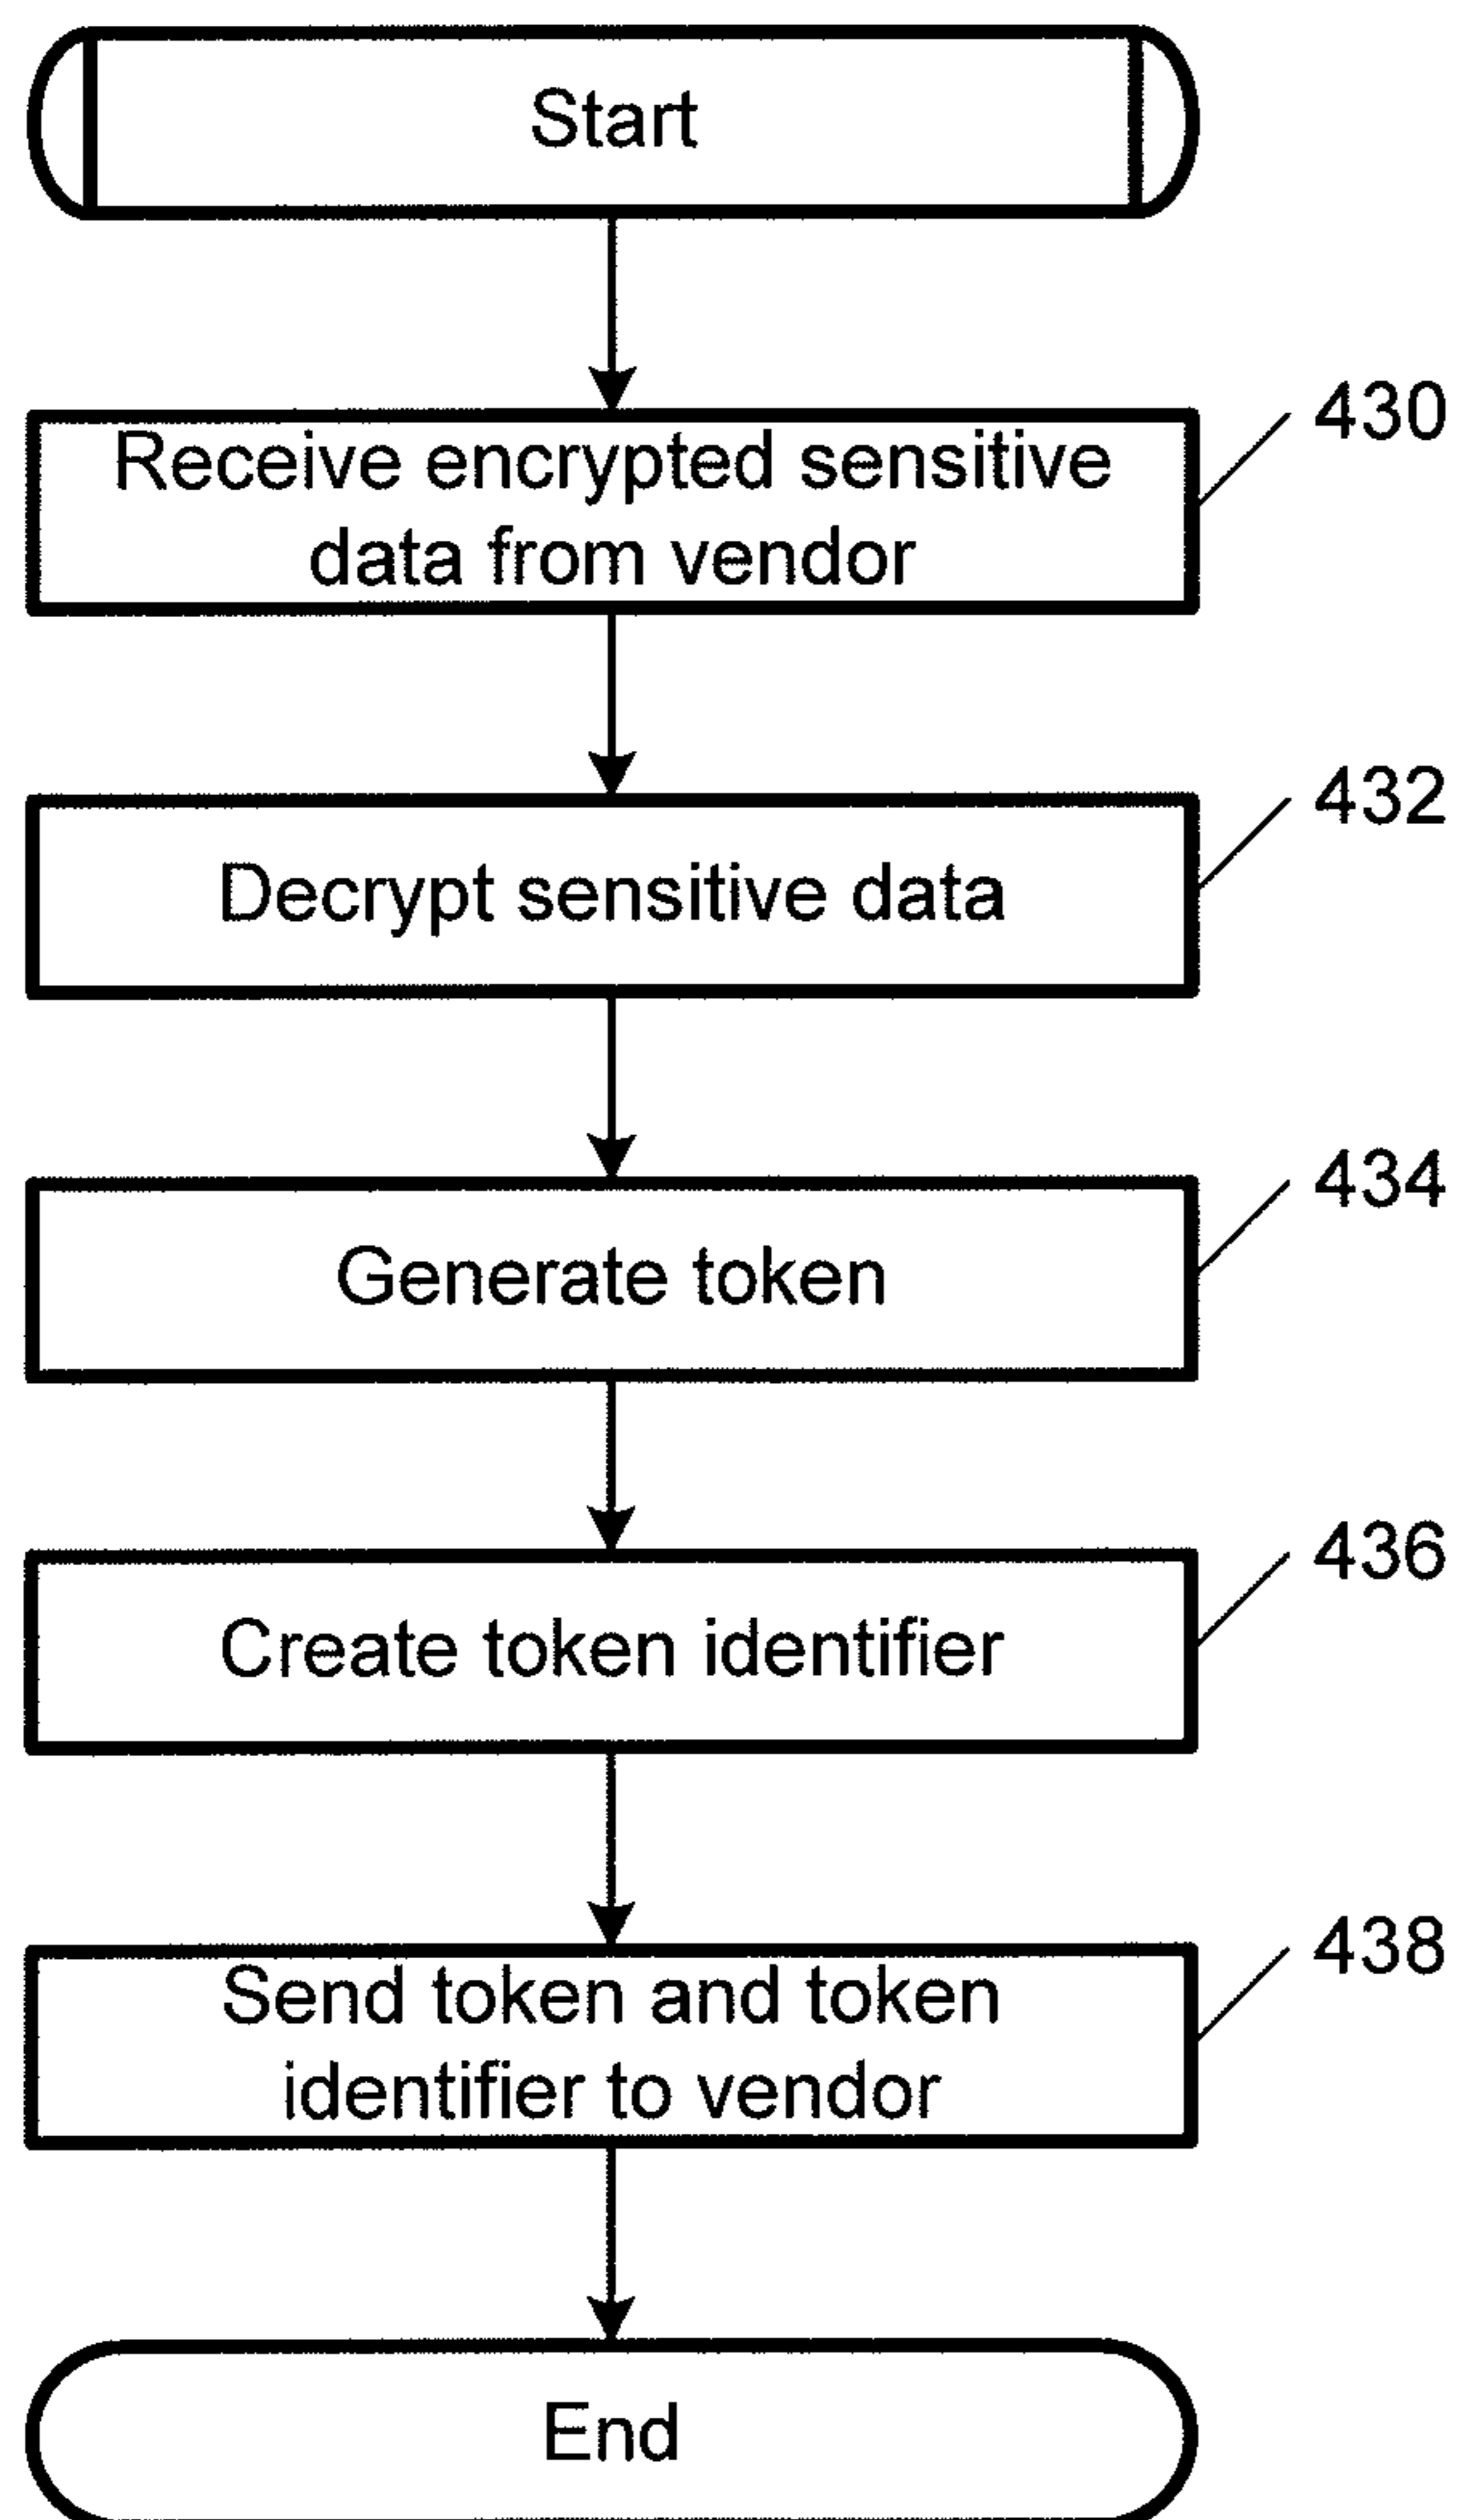 Start
430
Receive encrypted sensitive
data from vendor
432
Decrypt sensitive data
434
Generate token
436
Create token identifier
438
Send token and token
identifier to vendor
End